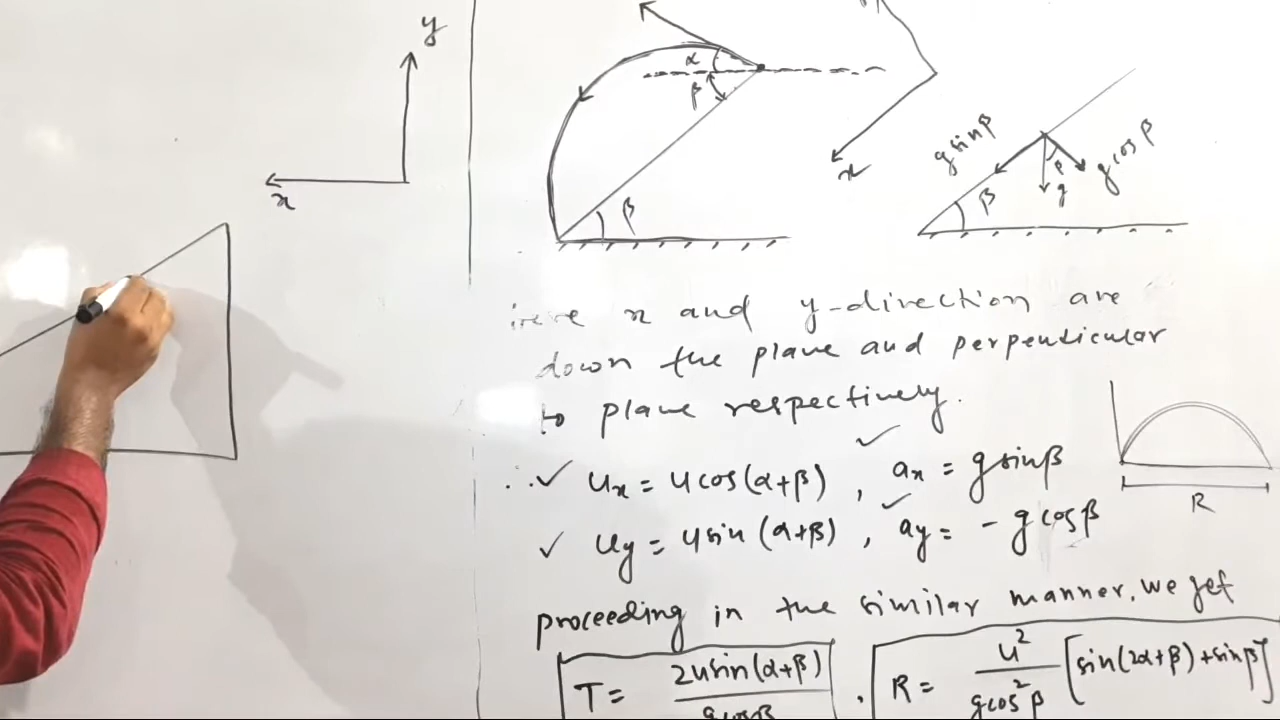 y
x
α
β
β
x
g sinβ
β
g
g cosβ
β
x and y-direction are
down the plane and perpendicular
to plane respectively.
∴ ✓ ux = u cos(α+β) , ✓ ax = g sinβ
✓ uy = u sin (α+β) , ✓ ay = - g cosβ
R
proceeding in the similar manner, we get
T = 2u sin(α+β) / g cosβ , R = u² / g cos²β [sin(2α+β) + sinβ]